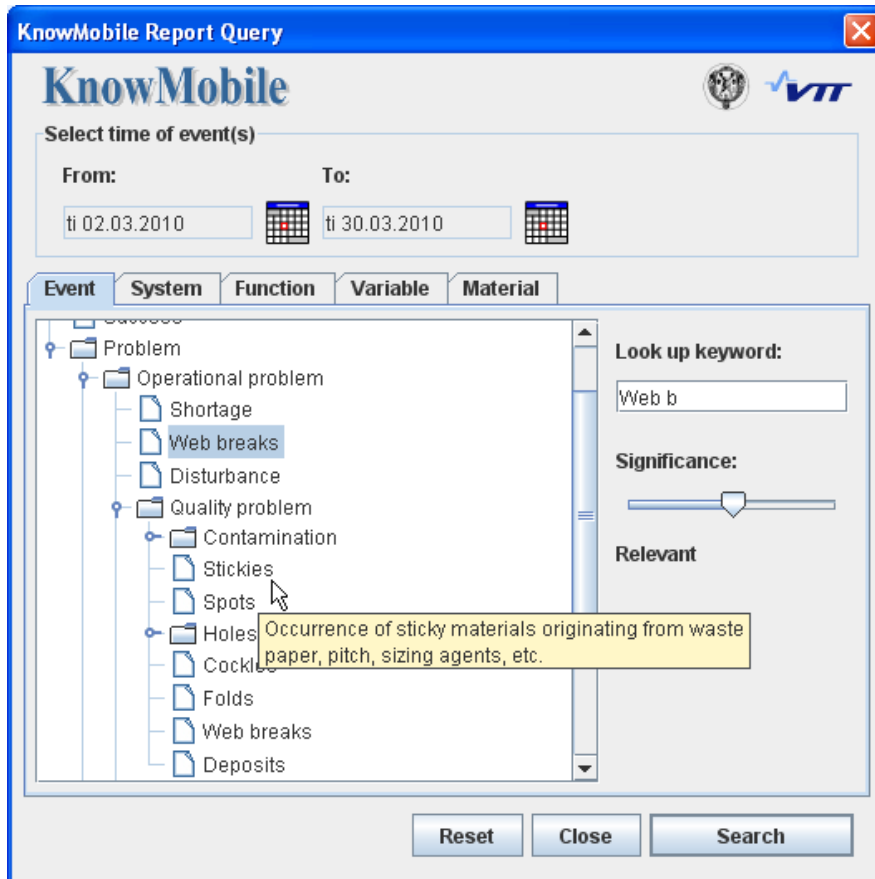 KnowMobile Report Query
KnowMobile
VTT
Select time of event(s)
From:
To:
ti 02.03.2010
ti 30.03.2010
Event
System
Function
Variable
Material
Success
Problem
Operational problem
Shortage
Web breaks
Disturbance
Quality problem
Contamination
Stickies
Spots
Holes
Cockles
Folds
Web breaks
Deposits
Occurrence of sticky materials originating from waste
paper, pitch, sizing agents, etc.
Look up keyword:
Web b
Significance:
Relevant
Reset
Close
Search